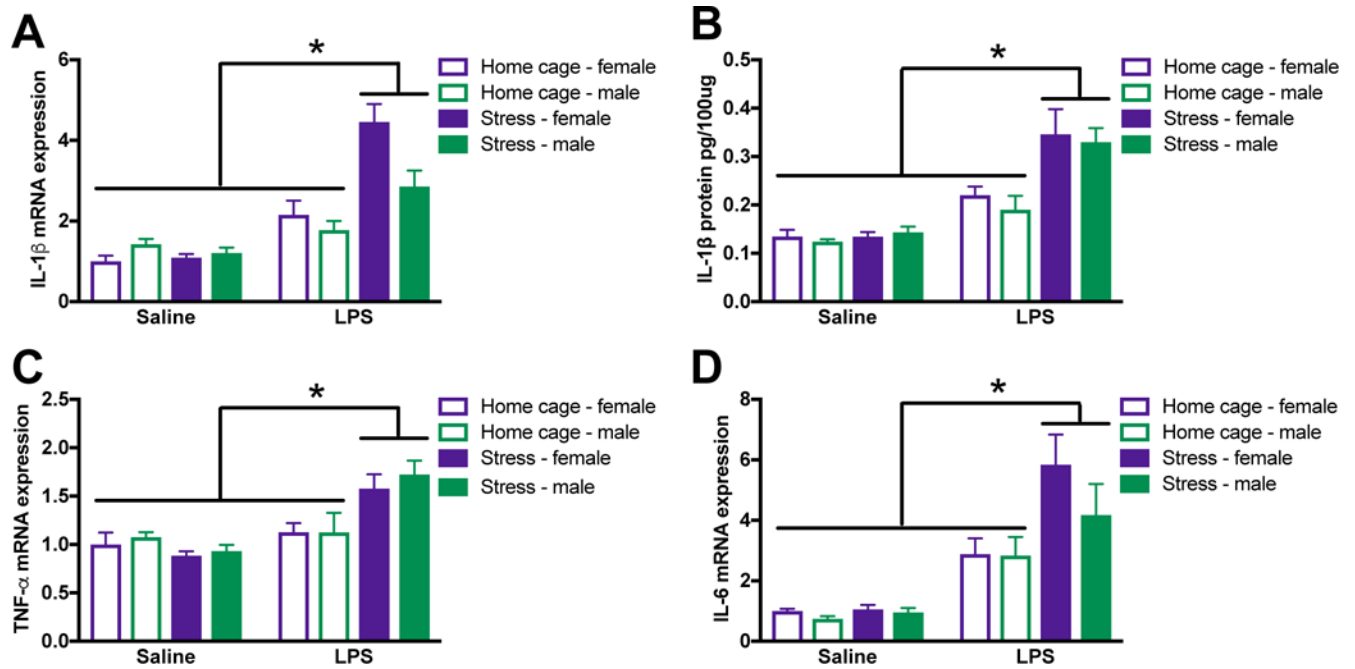 A
IL-1β mRNA expression
6
4
2
0
*
Saline
LPS
Home cage - female
Home cage - male
Stress - female
Stress - male
B
IL-1β protein pg/100ug
0.5
0.4
0.3
0.2
0.1
0.0
*
Saline
LPS
Home cage - female
Home cage - male
Stress - female
Stress - male
C
TNF-α mRNA expression
2.5
2.0
1.5
1.0
0.5
0.0
*
Saline
LPS
Home cage - female
Home cage - male
Stress - female
Stress - male
D
IL-6 mRNA expression
8
6
4
2
0
*
Saline
LPS
Home cage - female
Home cage - male
Stress - female
Stress - male